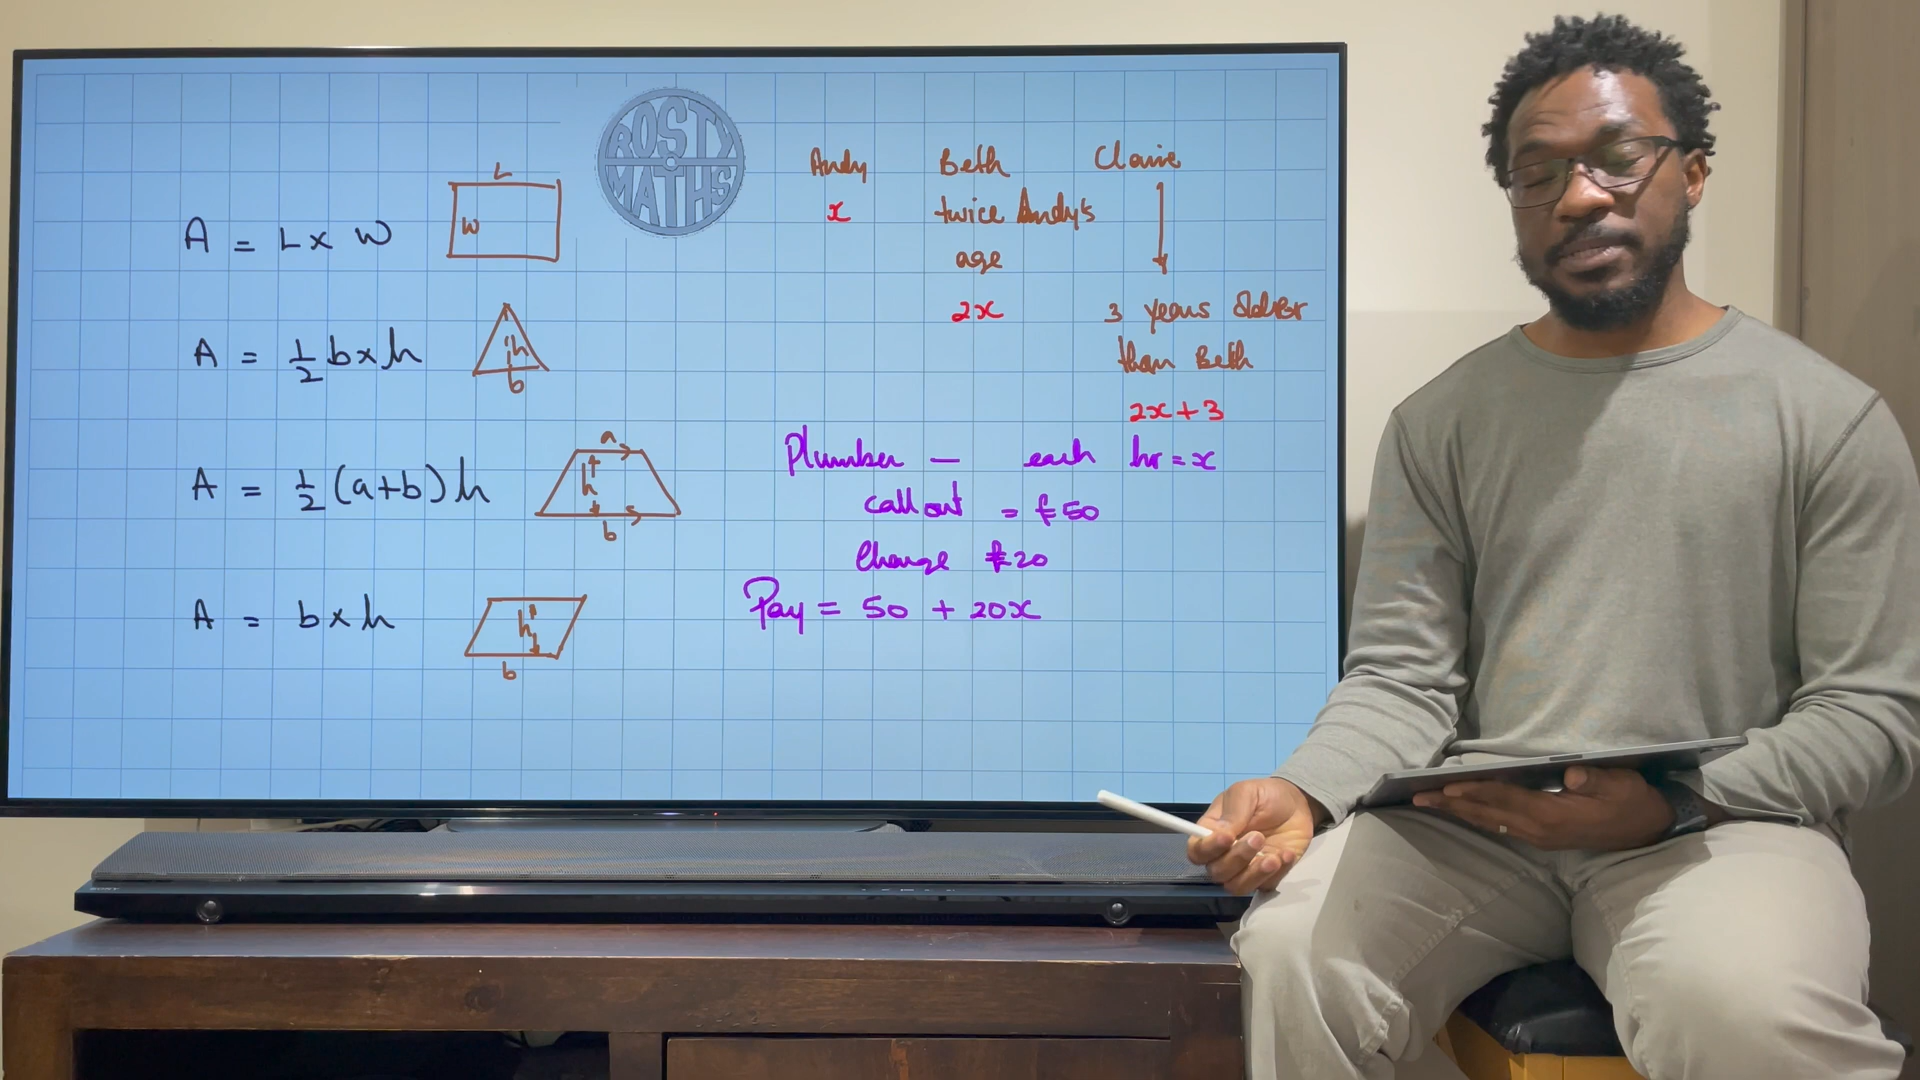 ROSTY
MATHS
A = L x W
L
W
A = 1/2 b x h
h
b
A = 1/2 (a+b) h
a
h
b
A = b x h
h
b
Andy Beth Claire
x twice Andy's
age
2x 3 years older
than Beth
2x + 3
Plumber — each hr = x
call out = £50
Charge £20
Pay = 50 + 20x
SONY